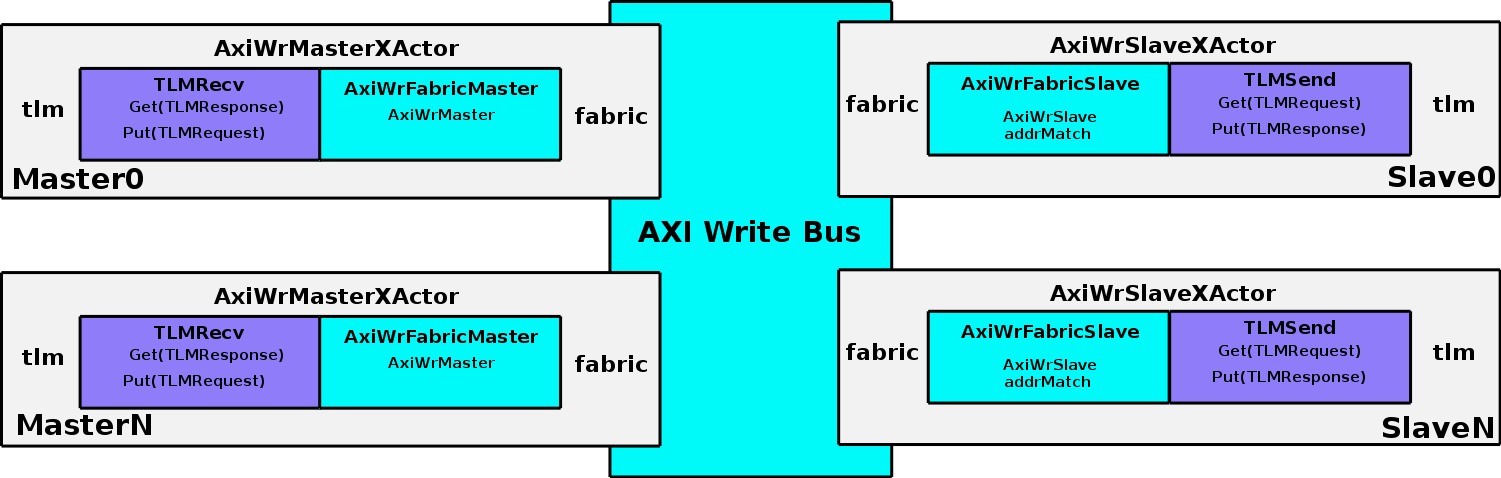 AxiWrMasterXActor
tlm
TLMRecv
Get(TLMResponse)
Put(TLMRequest)
AxiWrFabricMaster
AxiWrMaster
fabric
Master0
AxiWrSlaveXActor
fabric
AxiWrFabricSlave
AxiWrSlave
addrMatch
TLMSend
Get(TLMRequest)
Put(TLMResponse)
tlm
Slave0
AXI Write Bus
AxiWrMasterXActor
tlm
TLMRecv
Get(TLMResponse)
Put(TLMRequest)
AxiWrFabricMaster
AxiWrMaster
fabric
MasterN
AxiWrSlaveXActor
fabric
AxiWrFabricSlave
AxiWrSlave
addrMatch
TLMSend
Get(TLMRequest)
Put(TLMResponse)
tlm
SlaveN